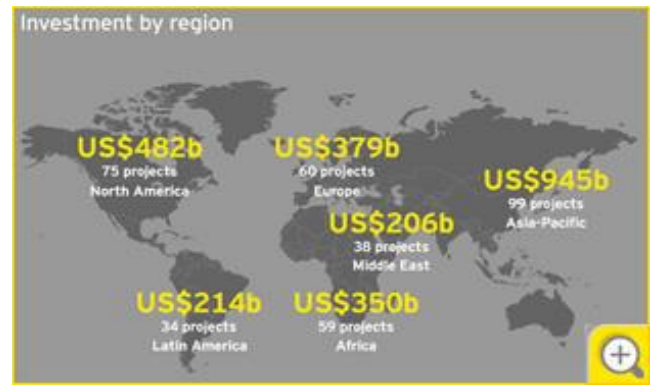 Investment by region
US$482b
75 projects
North America
US$379b
60 projects
Europe
US$945b
99 projects
Asia-Pacific
US$206b
38 projects
Middle East
US$214b
34 projects
Latin America
US$350b
59 projects
Africa